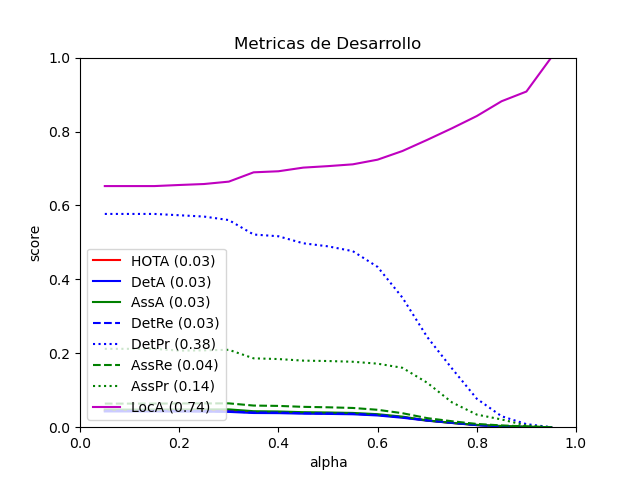 Metricas de Desarrollo
score
1.0
0.8
0.6
0.4
0.2
0.0
HOTA (0.03)
DetA (0.03)
AssA (0.03)
DetRe (0.03)
DetPr (0.38)
AssRe (0.04)
AssPr (0.14)
LocA (0.74)
0.0 0.2 0.4 0.6 0.8 1.0
alpha